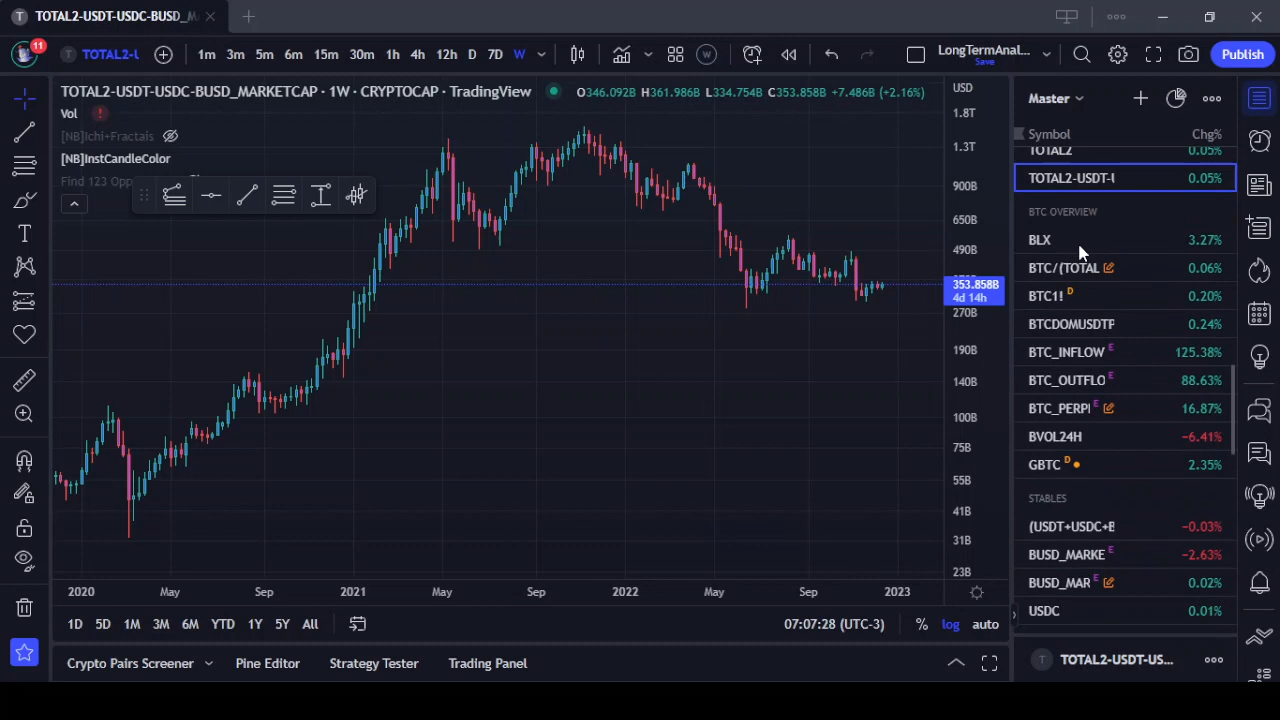 T TOTAL2-USDT-USDC-BUSD_M
11 T TOTAL2-U 1m 3m 5m 6m 15m 30m 1h 4h 12h D 7D W LongTermAnal... Save Publish
TOTAL2-USDT-USDC-BUSD_MARKETCAP · 1W · CRYPTOCAP · TradingView O346.092B H361.986B L334.754B C353.858B +7.486B (+2.16%)
Vol
[NB]Ichi+Fractals
[NB]InstCandleColor
Find 123 Opp
USD
1.8T
1.3T
900B
650B
490B
353.858B
4d 14h
270B
190B
140B
100B
75B
55B
41B
31B
23B
2020 May Sep 2021 May Sep 2022 May Sep 2023
1D 5D 1M 3M 6M YTD 1Y 5Y All 07:07:28 (UTC-3) % log auto
Crypto Pairs Screener Pine Editor Strategy Tester Trading Panel
Master
Symbol Chg%
TOTAL2 0.05%
TOTAL2-USDT-U 0.05%
BTC OVERVIEW
BLX 3.27%
BTC/(TOTAL 0.06%
BTC1! D 0.20%
BTCDOMUSDTP 0.24%
BTC_INFLOW E 125.38%
BTC_OUTFLO E 88.63%
BTC_PERPI E 16.87%
BVOL24H −6.41%
GBTC D 2.35%
STABLES
(USDT+USDC+B −0.03%
BUSD_MARKE E −2.63%
BUSD_MAR E 0.02%
USDC 0.01%
T TOTAL2-USDT-US...